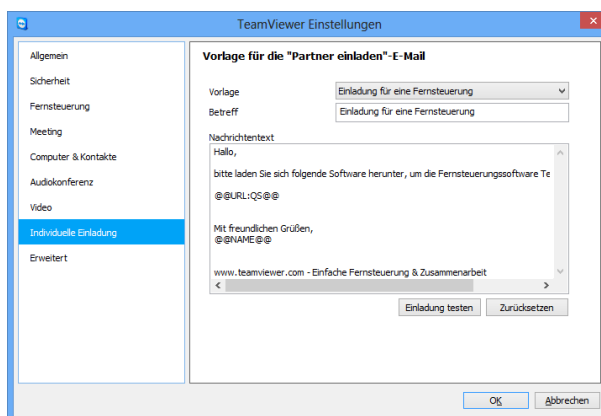 TeamViewer Einstellungen
Allgemein
Sicherheit
Fernsteuerung
Meeting
Computer & Kontakte
Audiokonferenz
Video
Individuelle Einladung
Erweitert
Vorlage für die "Partner einladen"-E-Mail
Vorlage
Einladung für eine Fernsteuerung
Betreff
Einladung für eine Fernsteuerung
Nachrichtentext
Hallo,
bitte laden Sie sich folgende Software herunter, um die Fernsteuerungssoftware Te
@@URL:QS@@
Mit freundlichen Grüßen,
@@NAME@@
www.teamviewer.com - Einfache Fernsteuerung & Zusammenarbeit
Einladung testen
Zurücksetzen
OK
Abbrechen